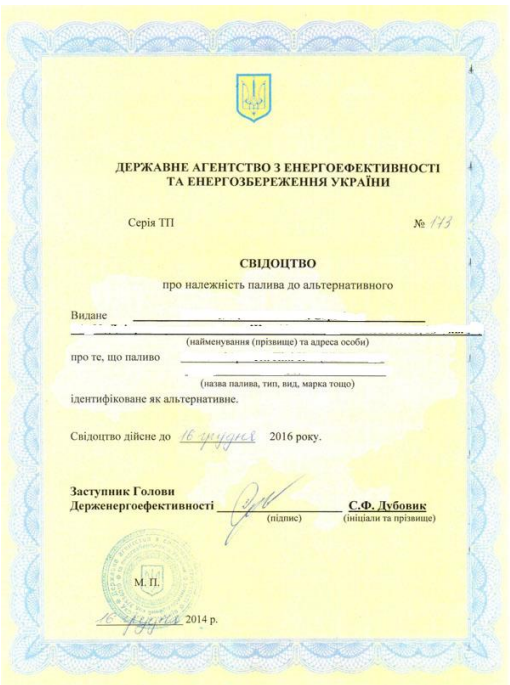 ДЕРЖАВНЕ АГЕНТСТВО З ЕНЕРГОЕФЕКТИВНОСТІ
ТА ЕНЕРГОЗБЕРЕЖЕННЯ УКРАЇНИ
Серія ТП № 173
СВІДОЦТВО
про належність палива до альтернативного
Видане
(найменування (прізвище) та адреса особи)
про те, що паливо
(назва палива, тип, вид, марка тощо)
ідентифіковане як альтернативне.
Свідоцтво дійсне до 16 грудня 2016 року.
Заступник Голови
Держенергоефективності С.Ф. Дубовик
(підпис) (ініціали та прізвище)
М. П.
16 грудня 2014 р.